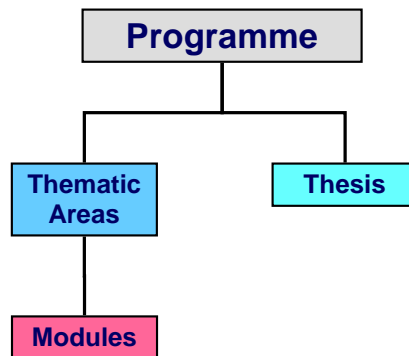 Programme
Thematic
Areas
Thesis
Modules